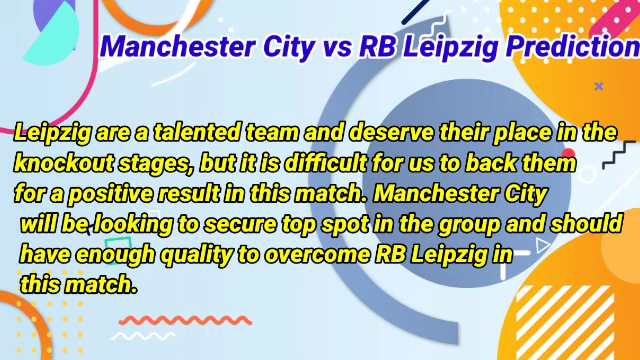 Manchester City vs RB Leipzig Prediction
Leipzig are a talented team and deserve their place in the
knockout stages, but it is difficult for us to back them
for a positive result in this match. Manchester City
will be looking to secure top spot in the group and should
have enough quality to overcome RB Leipzig in
this match.